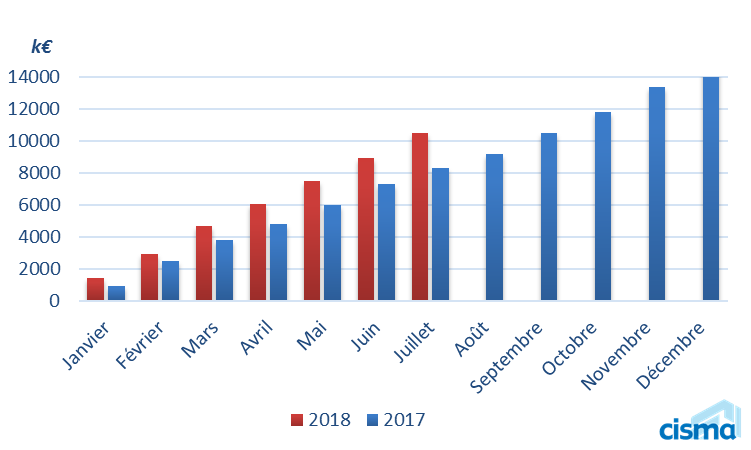 k€
14000
12000
10000
8000
6000
4000
2000
0
Janvier
Février
Mars
Avril
Mai
Juin
Juillet
Août
Septembre
Octobre
Novembre
Décembre
2018
2017
cisma